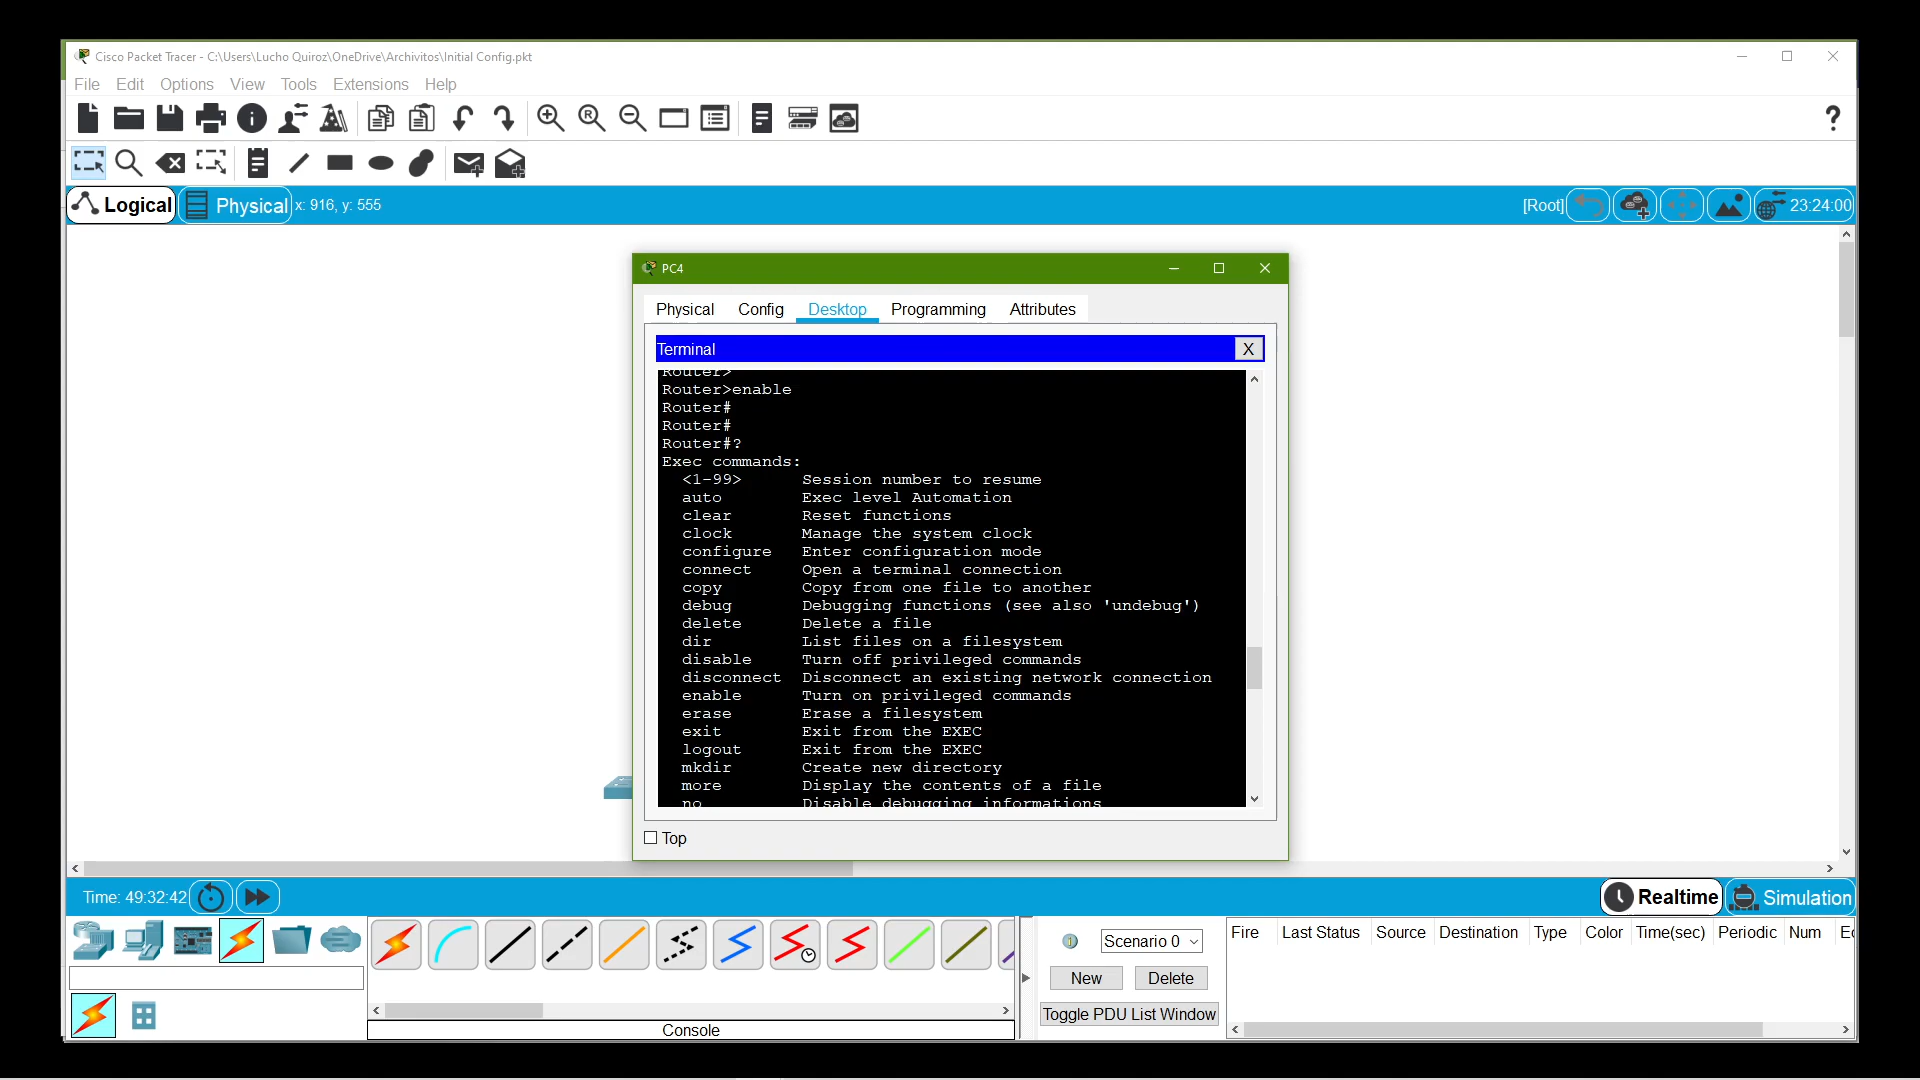 Cisco Packet Tracer - C:\Users\Lucho Quiroz\OneDrive\Archivitos\Initial Config.pkt
File Edit Options View Tools Extensions Help
Logical Physical x: 916, y: 555 [Root] 23:24:00
PC4
Physical Config Desktop Programming Attributes
Terminal X
Router>
Router>enable
Router#
Router#
Router#?
Exec commands:
<1-99> Session number to resume
auto Exec level Automation
clear Reset functions
clock Manage the system clock
configure Enter configuration mode
connect Open a terminal connection
copy Copy from one file to another
debug Debugging functions (see also 'undebug')
delete Delete a file
dir List files on a filesystem
disable Turn off privileged commands
disconnect Disconnect an existing network connection
enable Turn on privileged commands
erase Erase a filesystem
exit Exit from the EXEC
logout Exit from the EXEC
mkdir Create new directory
more Display the contents of a file
no Disable debugging informations
Top
Time: 49:32:42 Realtime Simulation
Scenario 0
New Delete
Toggle PDU List Window
Fire Last Status Source Destination Type Color Time(sec) Periodic Num
Console